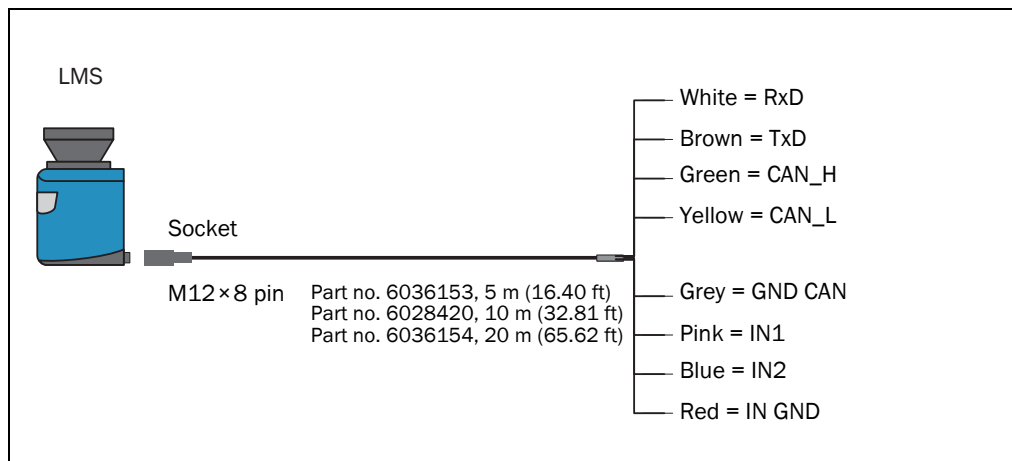 LMS
Socket
M12×8 pin
Part no. 6036153, 5 m (16.40 ft)
Part no. 6028420, 10 m (32.81 ft)
Part no. 6036154, 20 m (65.62 ft)
White = RxD
Brown = TxD
Green = CAN_H
Yellow = CAN_L
Grey = GND CAN
Pink = IN1
Blue = IN2
Red = IN GND